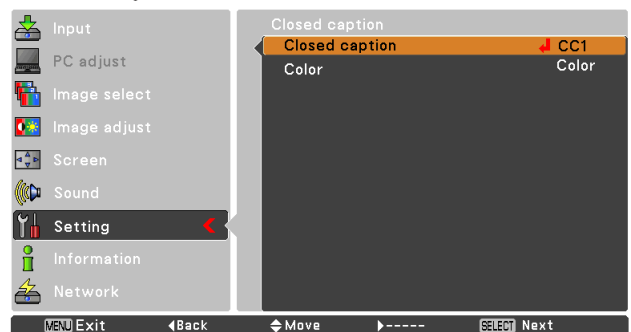 Input
PC adjust
Image select
Image adjust
Screen
Sound
Setting
Information
Network
Closed caption
Closed caption CC1
Color Color
MENU Exit ◀Back ◆Move ▶----- SELECT Next